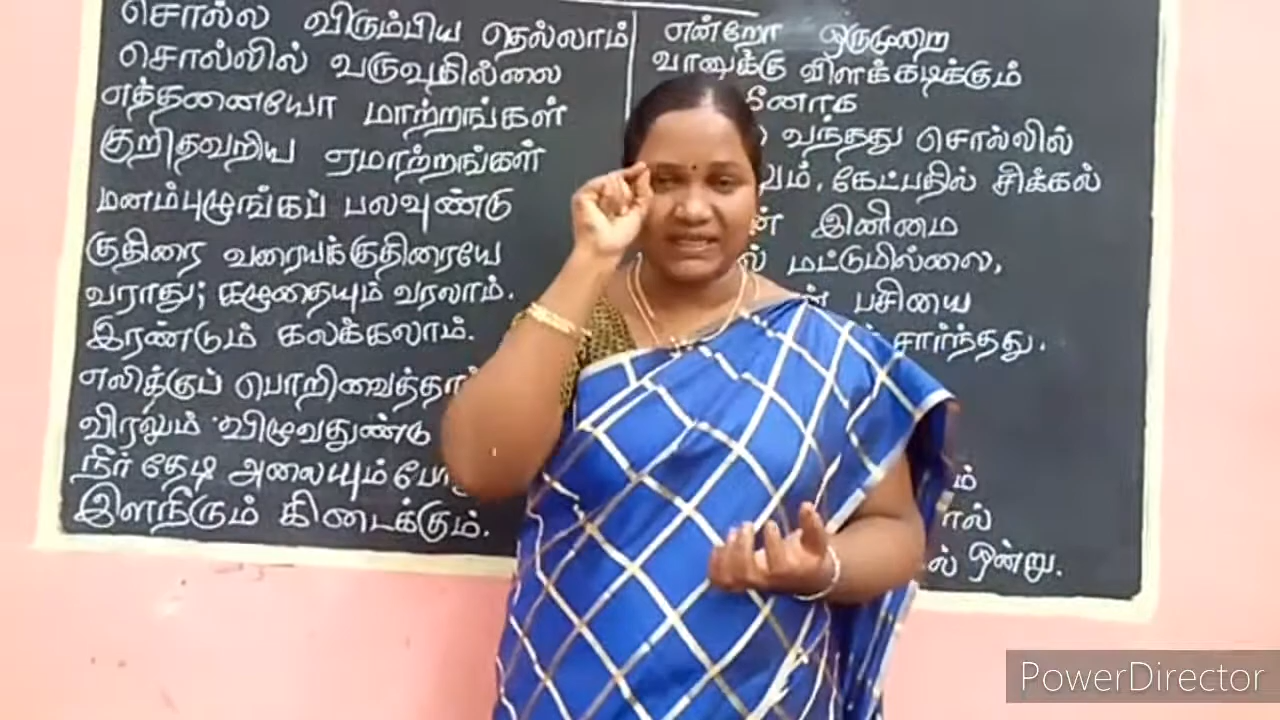 சொல்ல விரும்பிய தெல்லாம்
சொல்லில் வருவதில்லை
எத்தனையோ மாற்றங்கள்
குறிதவறிய ஏமாற்றங்கள்
மனம்புழுங்கப் பலவுண்டு
குதிரை வரையக்குதிரையே
வராது; கழுதையும் வரலாம்.
இரண்டும் கலக்கலாம்.
எலிக்குப் பொறிவைத்தா
விரலும் விழுவதுண்டு
நீர் தேடி அலையும்போ
இளநீரும் கிடைக்கும்.
என்றோ ஒருமுறை
வானுக்கு விளக்கடிக்கும்
வந்தது சொல்லில்
கேட்பதில் சிக்கல்
இனிமை
மட்டுமில்லை,
பசியை
சார்ந்தது.
ஒன்று.
PowerDirector